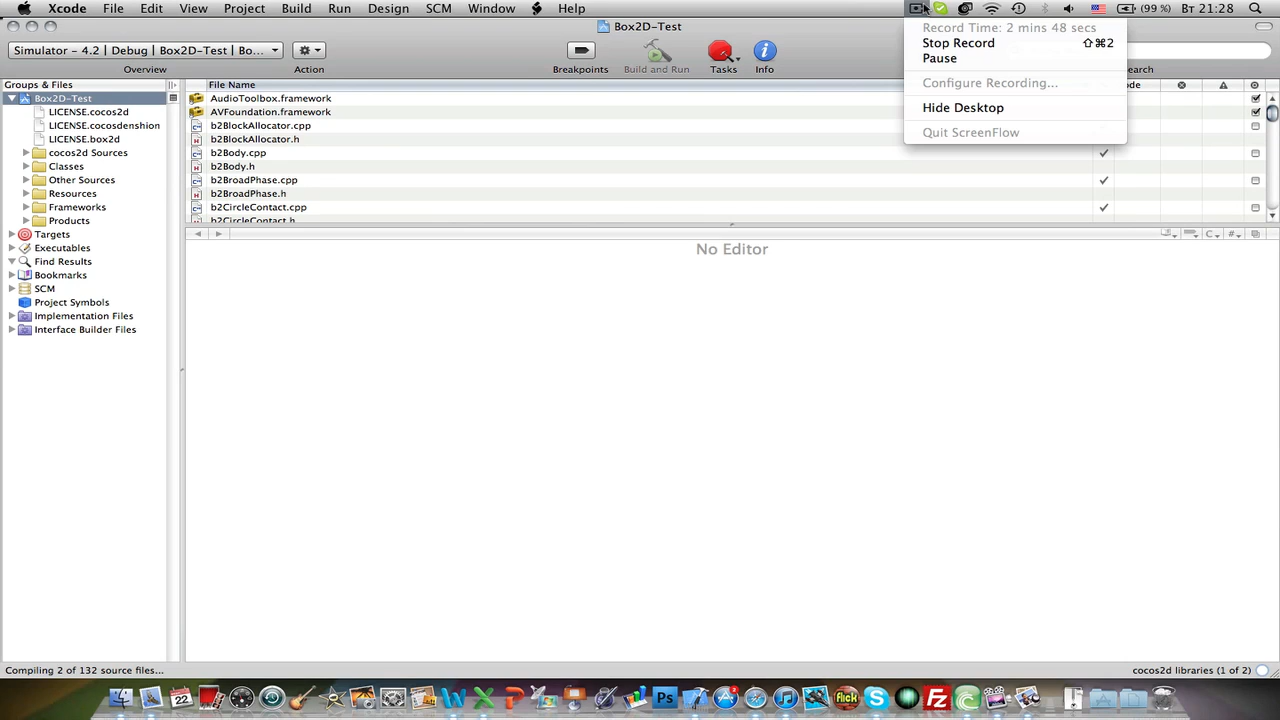 Xcode File Edit View Project Build Run Design SCM Window Help (99 %) Вт 21:28
Box2D-Test
Record Time: 2 mins 48 secs
Stop Record ⇧⌘2
Pause
Configure Recording...
Hide Desktop
Quit ScreenFlow
Simulator - 4.2 | Debug | Box2D-Test | Bo...
Overview Action Breakpoints Build and Run Tasks Info
Groups & Files File Name
Box2D-Test
LICENSE.cocos2d
LICENSE.cocosdenshion
LICENSE.box2d
cocos2d Sources
Classes
Other Sources
Resources
Frameworks
Products
Targets
Executables
Find Results
Bookmarks
SCM
Project Symbols
Implementation Files
Interface Builder Files
AudioToolbox.framework
AVFoundation.framework
b2BlockAllocator.cpp
b2BlockAllocator.h
b2Body.cpp
b2Body.h
b2BroadPhase.cpp
b2BroadPhase.h
b2CircleContact.cpp
b2CircleContact.h
No Editor
Compiling 2 of 132 source files... cocos2d libraries (1 of 2)
22
flick
Fz
Ps